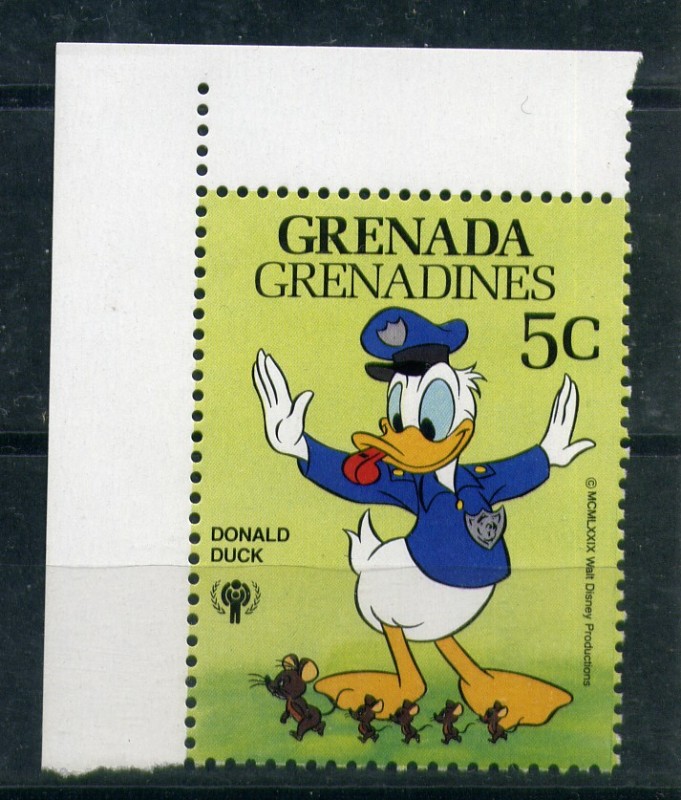 GRENADA
GRENADINES
5C
DONALD
DUCK
© MCMLXXIX Walt Disney Productions